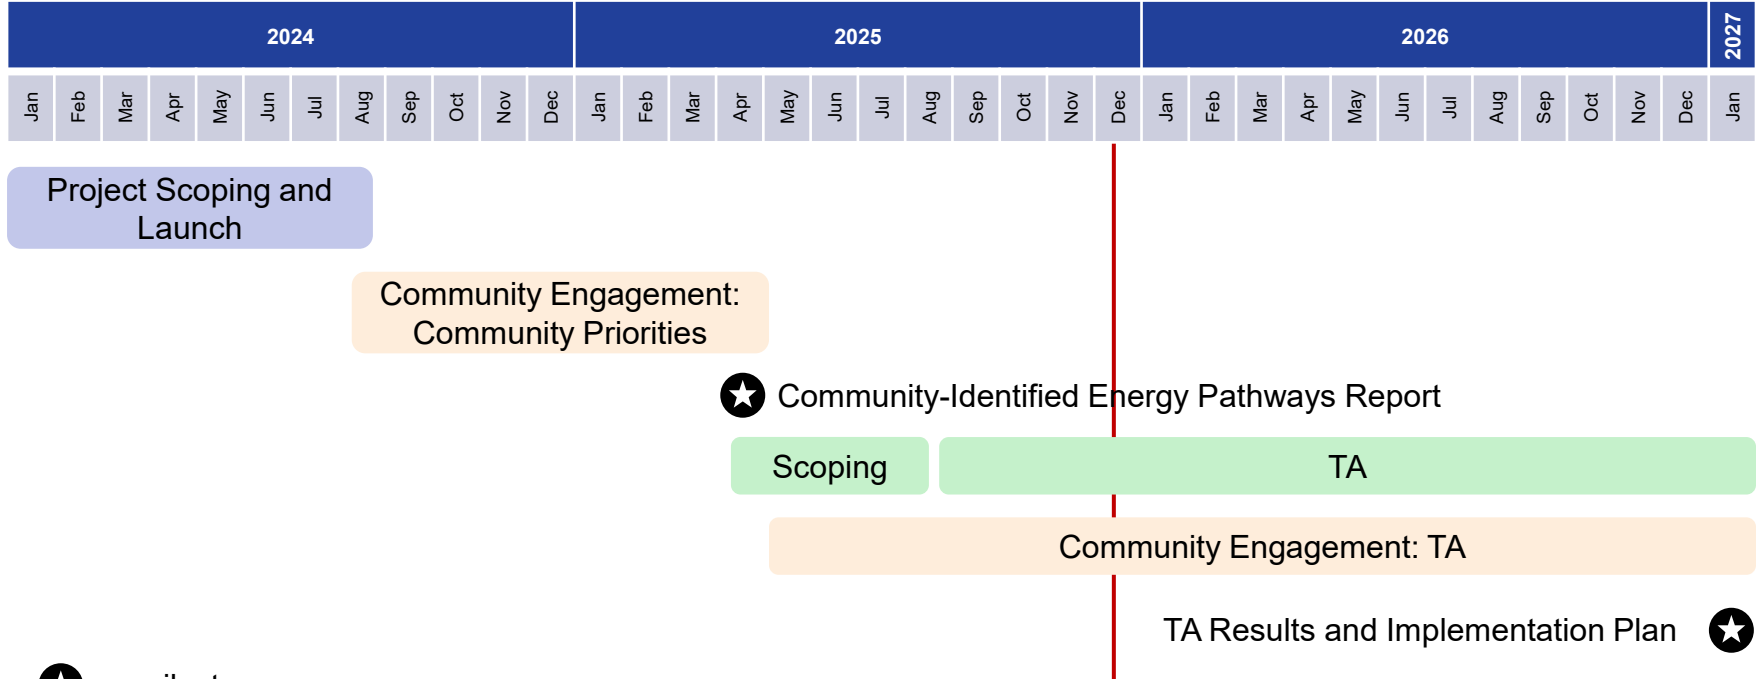 2024 2025 2026 2027
Jan Feb Mar Apr May Jun Jul Aug Sep Oct Nov Dec Jan Feb Mar Apr May Jun Jul Aug Sep Oct Nov Dec Jan Feb Mar Apr May Jun Jul Aug Sep Oct Nov Dec Jan
Project Scoping and
Launch
Community Engagement:
Community Priorities
Community-Identified Energy Pathways Report
Scoping TA
Community Engagement: TA
TA Results and Implementation Plan